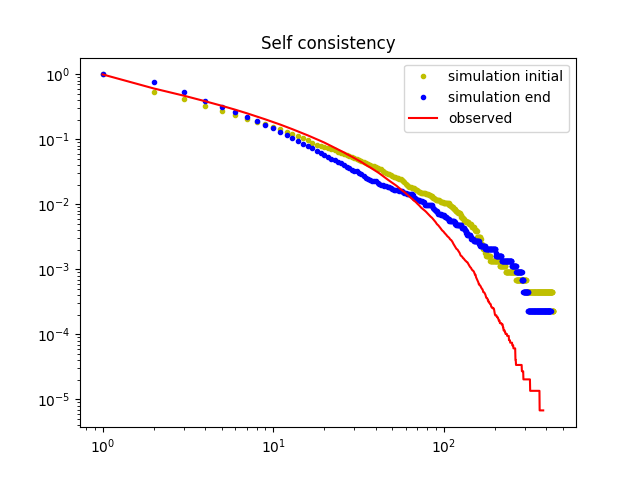 Self consistency
simulation initial
simulation end
observed
10⁰
10⁻¹
10⁻²
10⁻³
10⁻⁴
10⁻⁵
10⁰ 10¹ 10²